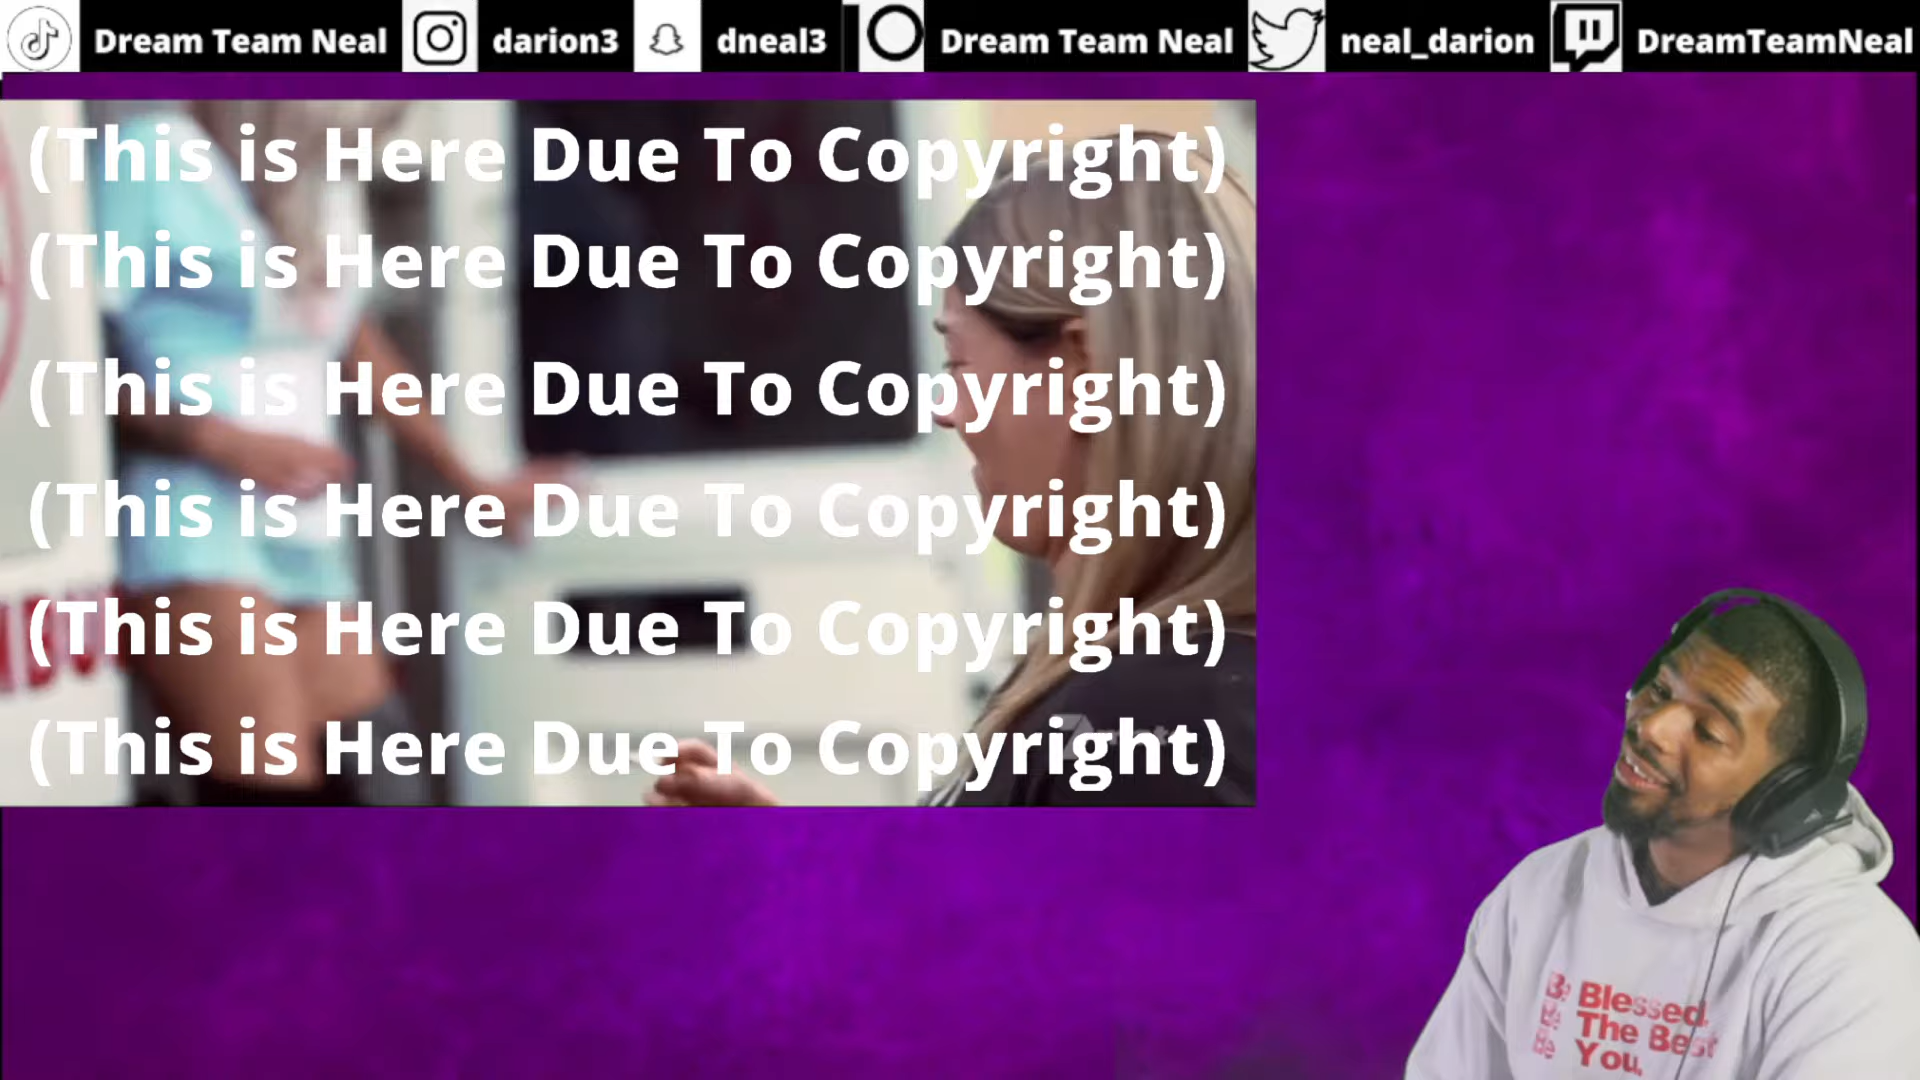 Dream Team Neal darion3 dneal3 Dream Team Neal neal_darion DreamTeamNeal
(This is Here Due To Copyright)
(This is Here Due To Copyright)
(This is Here Due To Copyright)
(This is Here Due To Copyright)
(This is Here Due To Copyright)
(This is Here Due To Copyright)
Blessed.
The Best
You.